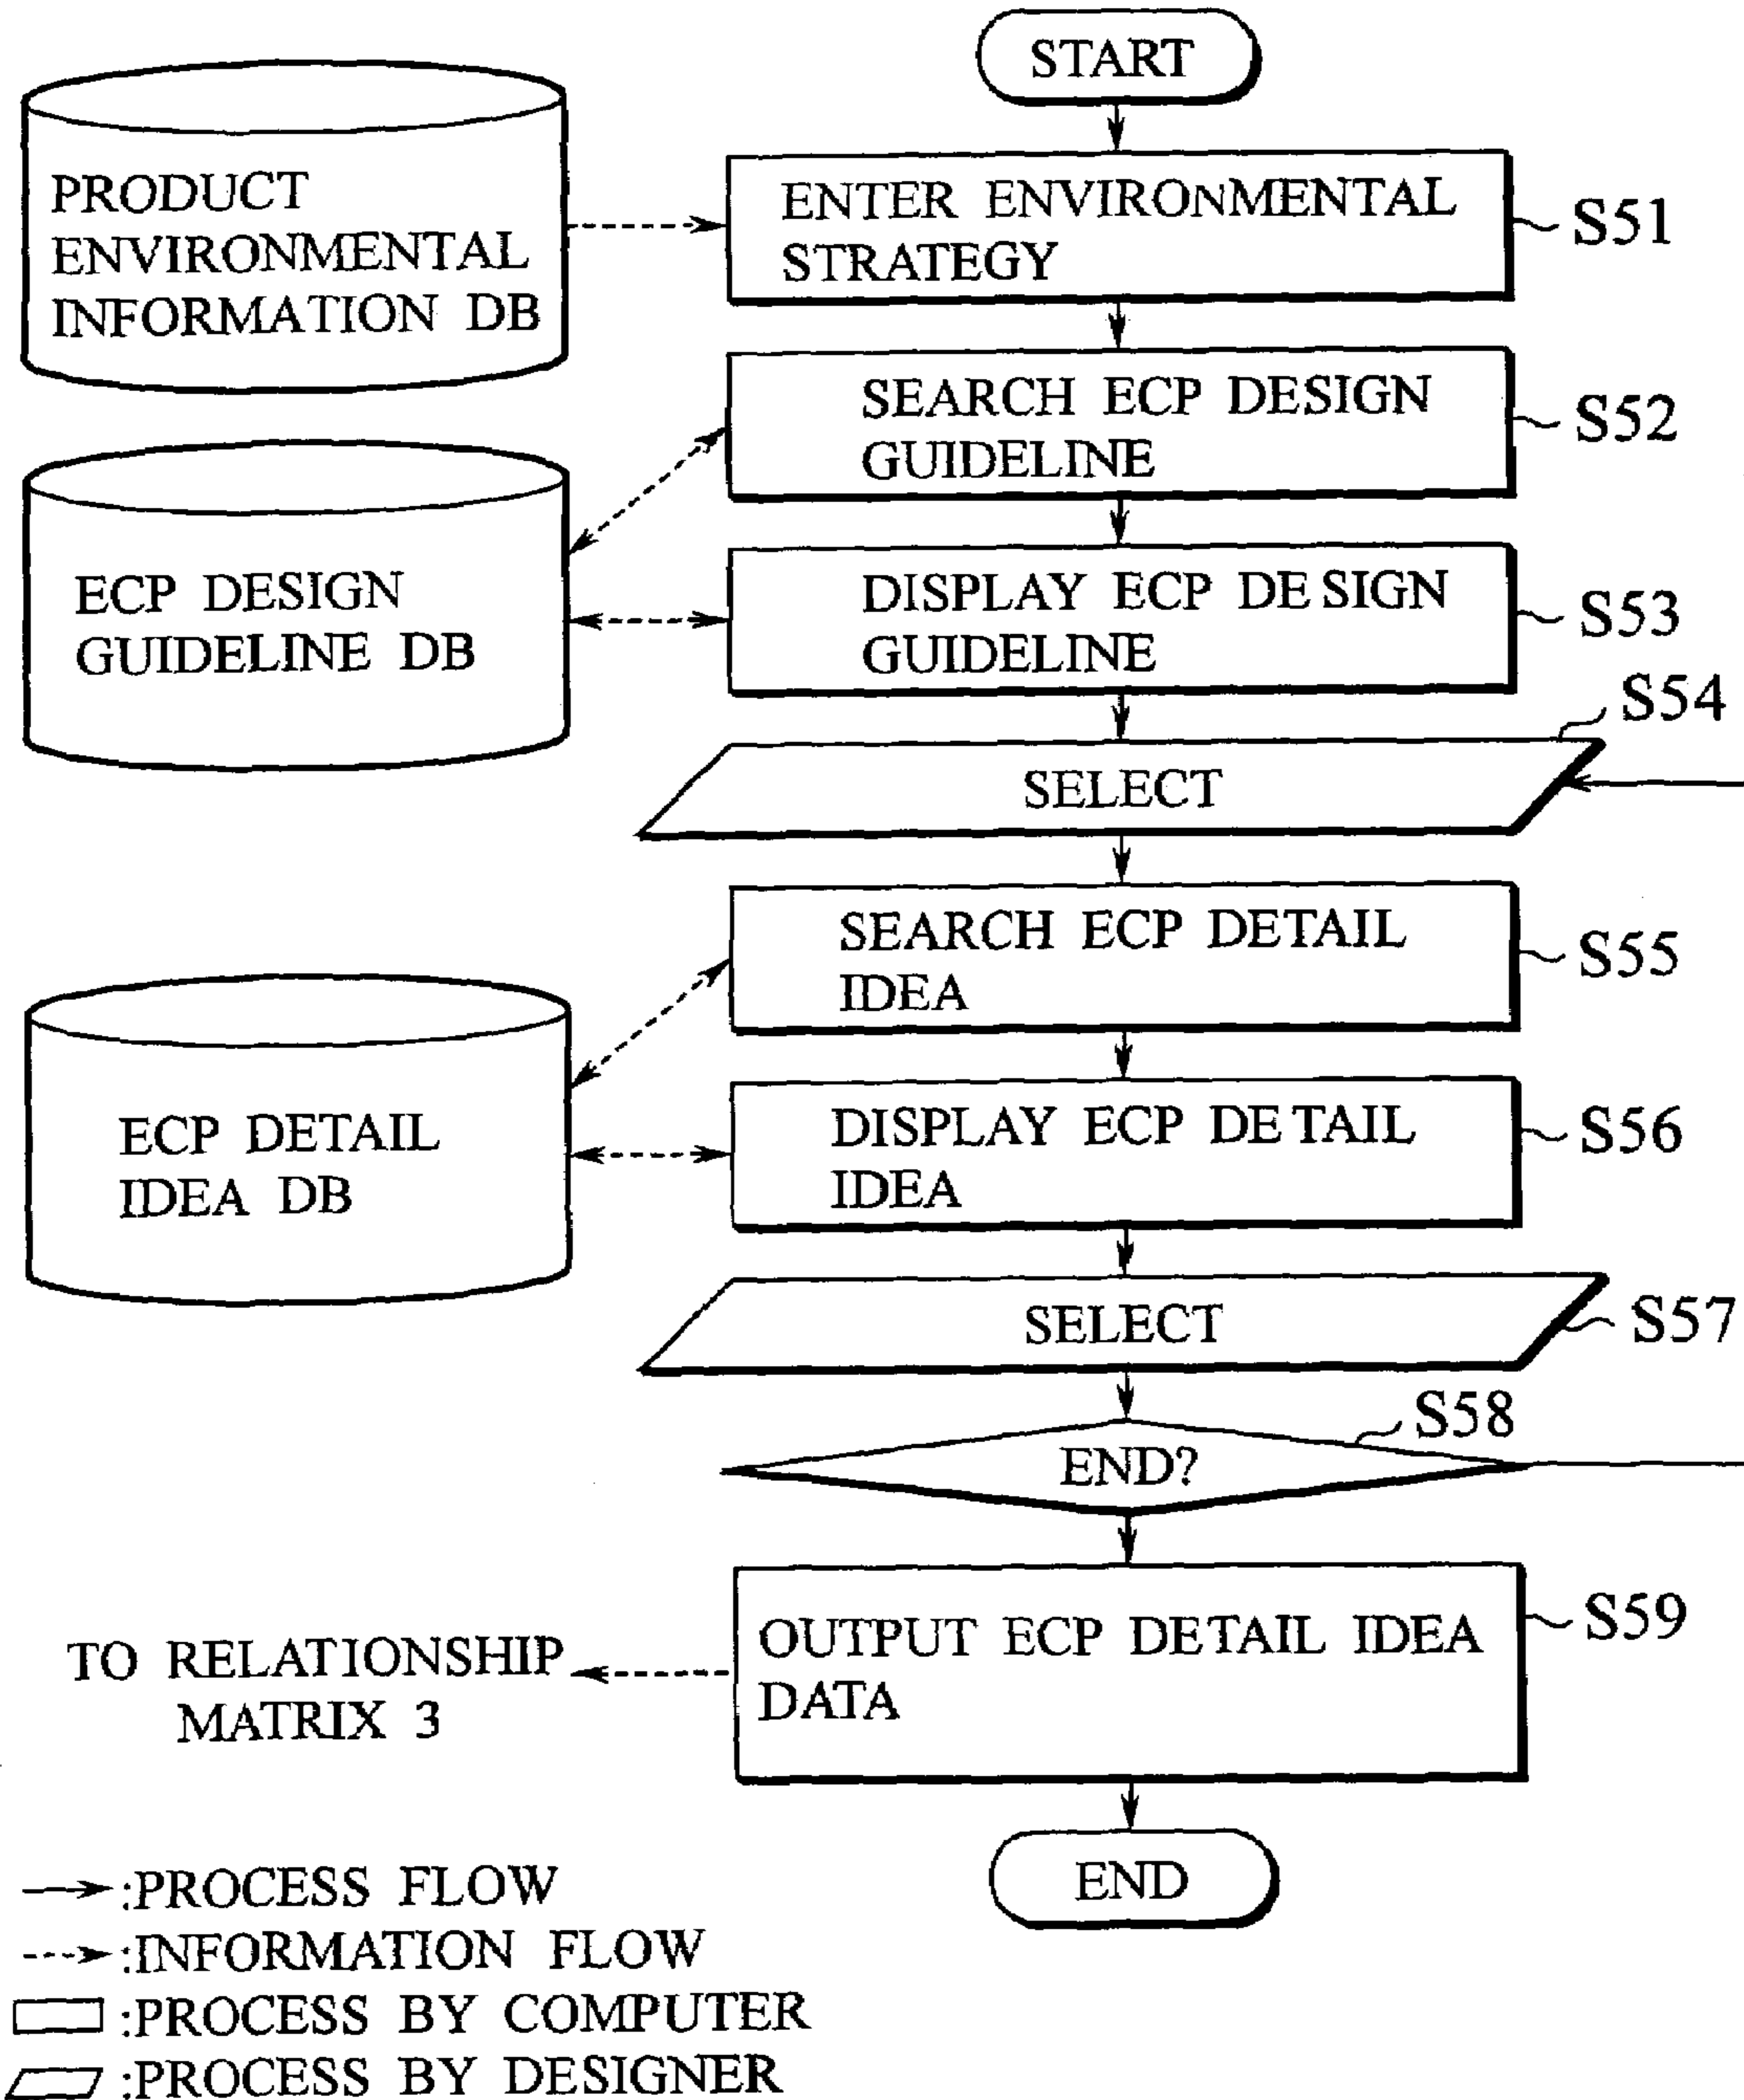 START
PRODUCT
ENVIRONMENTAL
INFORMATION DB
ENTER ENVIRONMENTAL
STRATEGY
S51
SEARCH ECP DESIGN
GUIDELINE
S52
ECP DESIGN
GUIDELINE DB
DISPLAY ECP DESIGN
GUIDELINE
S53
S54
SELECT
SEARCH ECP DETAIL
IDEA
S55
ECP DETAIL
IDEA DB
DISPLAY ECP DETAIL
IDEA
S56
SELECT
S57
S58
END?
OUTPUT ECP DETAIL IDEA
DATA
S59
TO RELATIONSHIP
MATRIX 3
END
:PROCESS FLOW
:INFORMATION FLOW
:PROCESS BY COMPUTER
:PROCESS BY DESIGNER